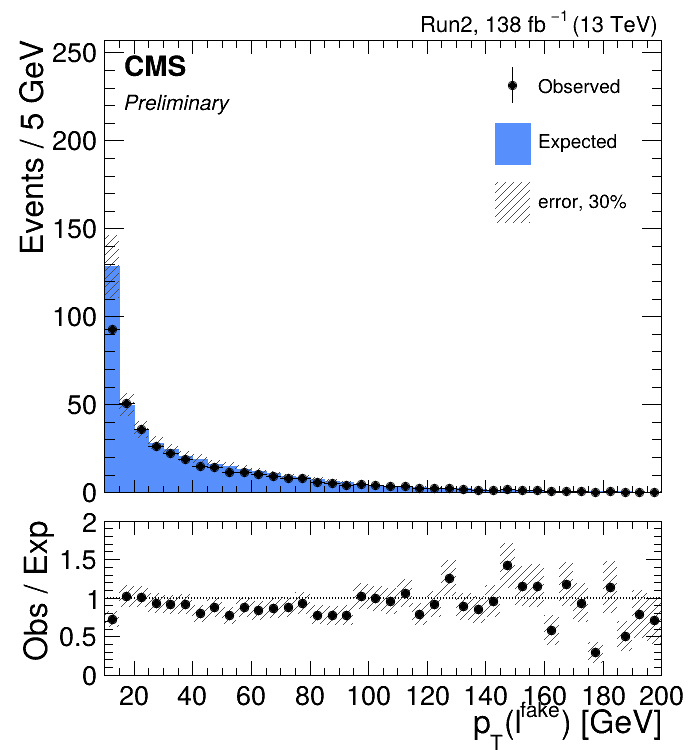 Run2, 138 fb⁻¹ (13 TeV)
CMS
Preliminary
Observed
Expected
error, 30%
Events / 5 GeV
250
200
150
100
50
0
Obs / Exp
2
1.5
1
0.5
0
20 40 60 80 100 120 140 160 180 200
p_T(l^fake) [GeV]